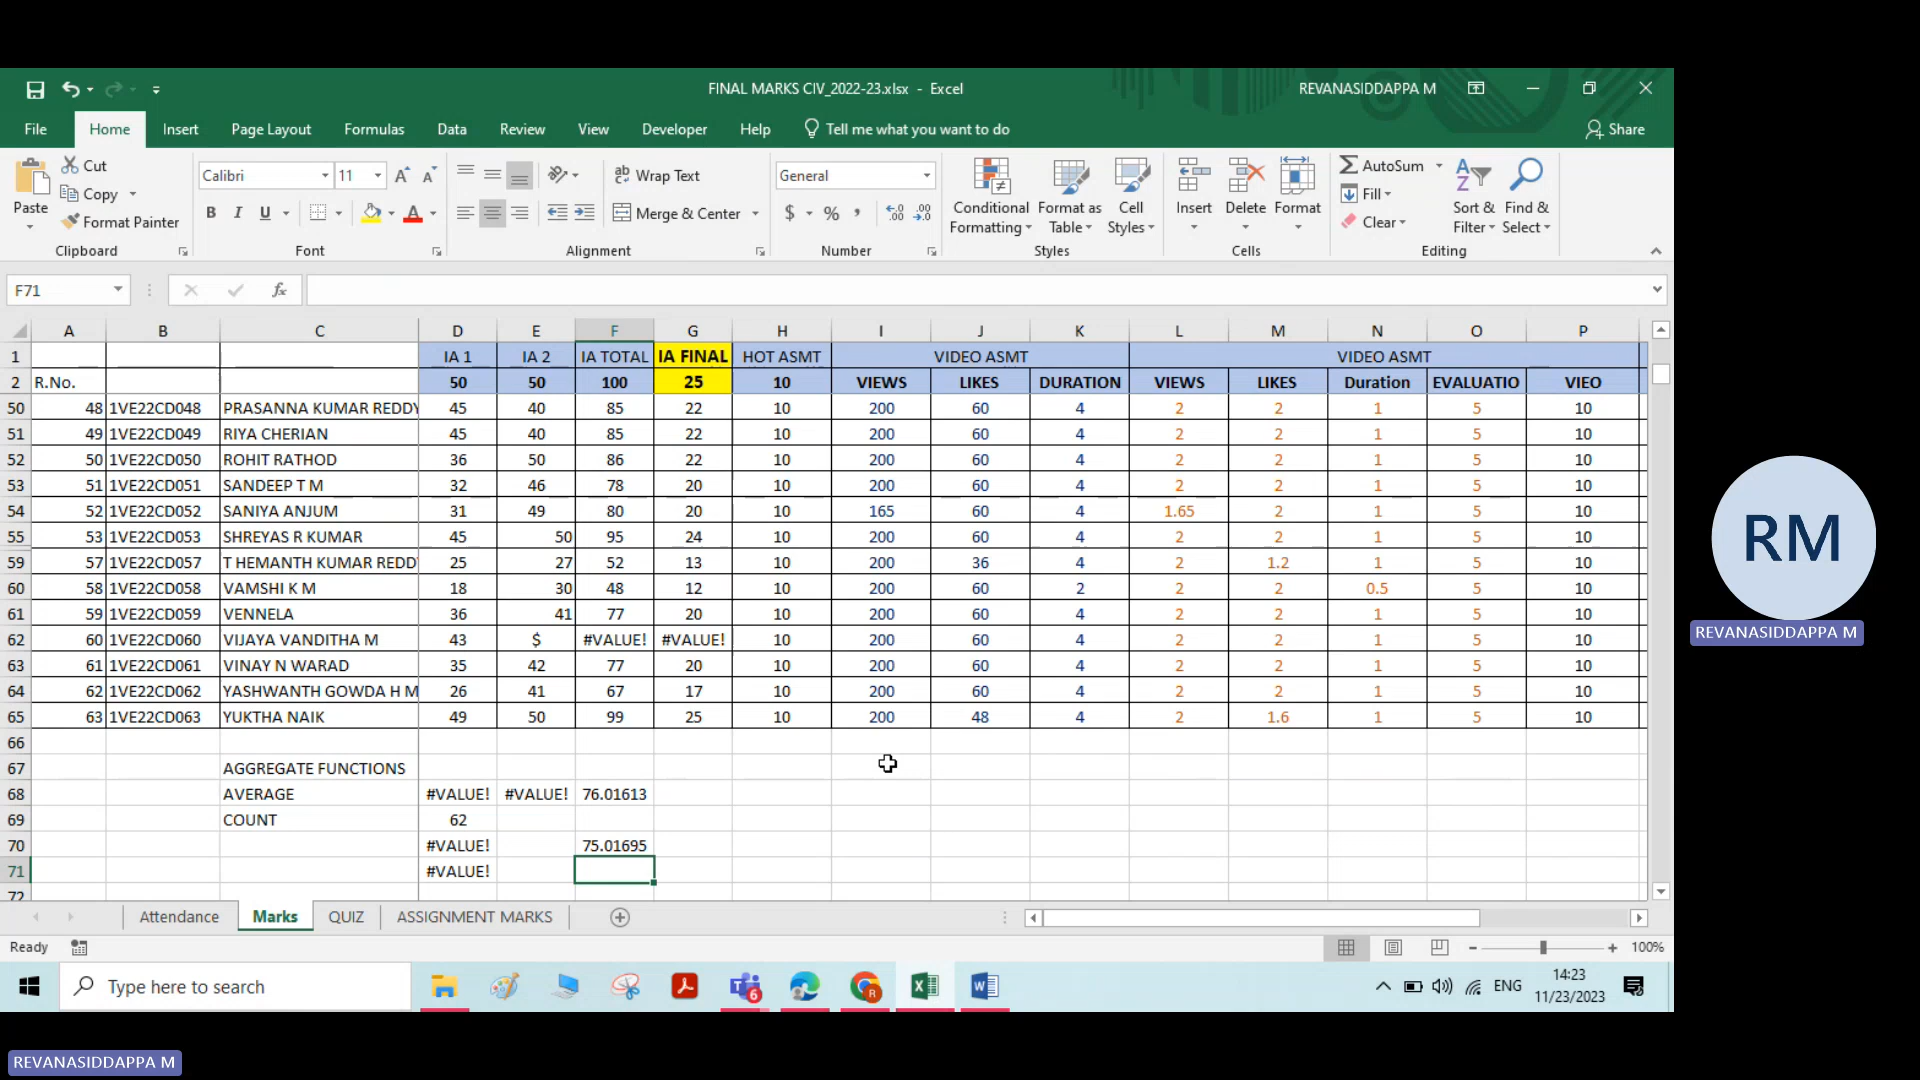 FINAL MARKS CIV_2022-23.xlsx - Excel
REVANASIDDAPPA M
File Home Insert Page Layout Formulas Data Review View Developer Help Tell me what you want to do Share
Paste Cut Copy Format Painter
Clipboard
Calibri 11
B I U
Font
Wrap Text
Merge & Center
Alignment
General
$ % ,
Number
Conditional Formatting
Format as Table
Cell Styles
Styles
Insert Delete Format
Cells
AutoSum
Fill
Clear
Sort & Filter
Find & Select
Editing
F71 fx
A B C D E F G H I J K L M N O P
1 IA 1 IA 2 IA TOTAL IA FINAL HOT ASMT VIDEO ASMT VIDEO ASMT
2 R.No. 50 50 100 25 10 VIEWS LIKES DURATION VIEWS LIKES Duration EVALUATIO VIEO
50 48 1VE22CD048 PRASANNA KUMAR REDDY 45 40 85 22 10 200 60 4 2 2 1 5 10
51 49 1VE22CD049 RIYA CHERIAN 45 40 85 22 10 200 60 4 2 2 1 5 10
52 50 1VE22CD050 ROHIT RATHOD 36 50 86 22 10 200 60 4 2 2 1 5 10
53 51 1VE22CD051 SANDEEP T M 32 46 78 20 10 200 60 4 2 2 1 5 10
54 52 1VE22CD052 SANIYA ANJUM 31 49 80 20 10 165 60 4 1.65 2 1 5 10
55 53 1VE22CD053 SHREYAS R KUMAR 45 50 95 24 10 200 60 4 2 2 1 5 10
59 57 1VE22CD057 T HEMANTH KUMAR REDD 25 27 52 13 10 200 36 4 2 1.2 1 5 10
60 58 1VE22CD058 VAMSHI K M 18 30 48 12 10 200 60 2 2 2 0.5 5 10
61 59 1VE22CD059 VENNELA 36 41 77 20 10 200 60 4 2 2 1 5 10
62 60 1VE22CD060 VIJAYA VANDITHA M 43 $ #VALUE! #VALUE! 10 200 60 4 2 2 1 5 10
63 61 1VE22CD061 VINAY N WARAD 35 42 77 20 10 200 60 4 2 2 1 5 10
64 62 1VE22CD062 YASHWANTH GOWDA H M 26 41 67 17 10 200 60 4 2 2 1 5 10
65 63 1VE22CD063 YUKTHA NAIK 49 50 99 25 10 200 48 4 2 1.6 1 5 10
66
67 AGGREGATE FUNCTIONS
68 AVERAGE #VALUE! #VALUE! 76.01613
69 COUNT 62
70 #VALUE! 75.01695
71 #VALUE!
72
Attendance Marks QUIZ ASSIGNMENT MARKS
Ready 100%
Type here to search
6
R
ENG
14:23
11/23/2023
RM
REVANASIDDAPPA M
REVANASIDDAPPA M